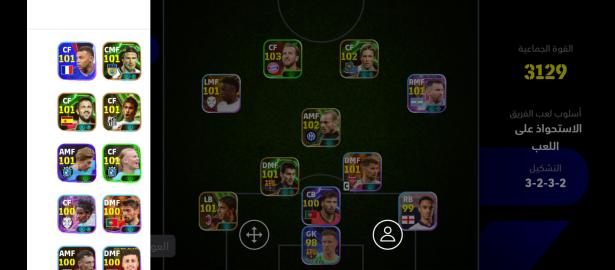 CF
101
CMF
101
CF
101
CF
101
AMF
101
CF
101
CF
100
DMF
100
AMF
100
DMF
100
CF
103
CF
102
LMF
101
RMF
101
AMF
102
DMF
101
DMF
101
LB
101
CB
100
RB
99
GK
98
القوة الجماعية
3129
أسلوب لعب الفريق
الاستحواذ على
اللعب
التشكيل
3-2-3-2